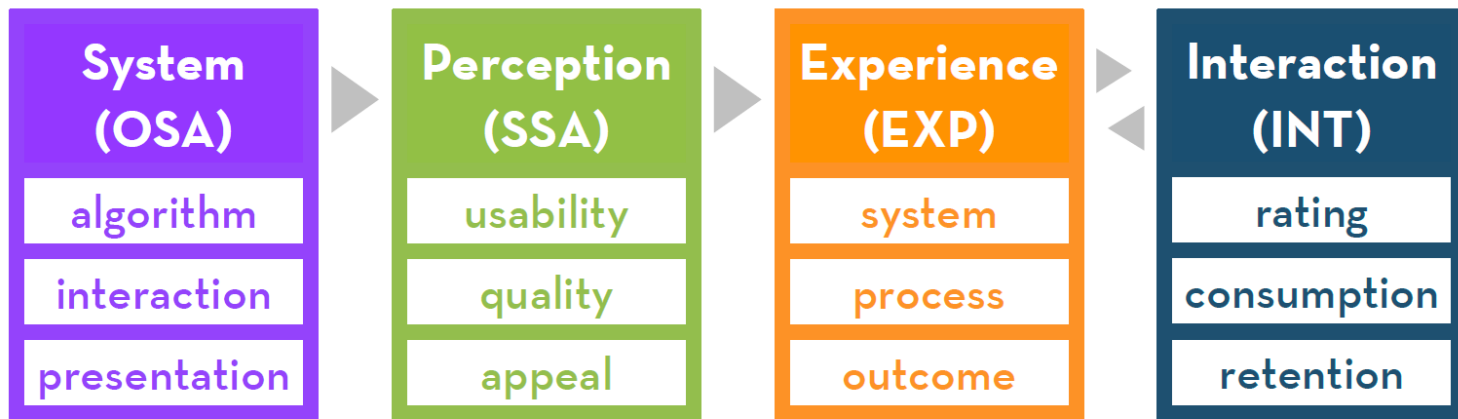 System
(OSA)
algorithm
interaction
presentation
Perception
(SSA)
usability
quality
appeal
Experience
(EXP)
system
process
outcome
Interaction
(INT)
rating
consumption
retention